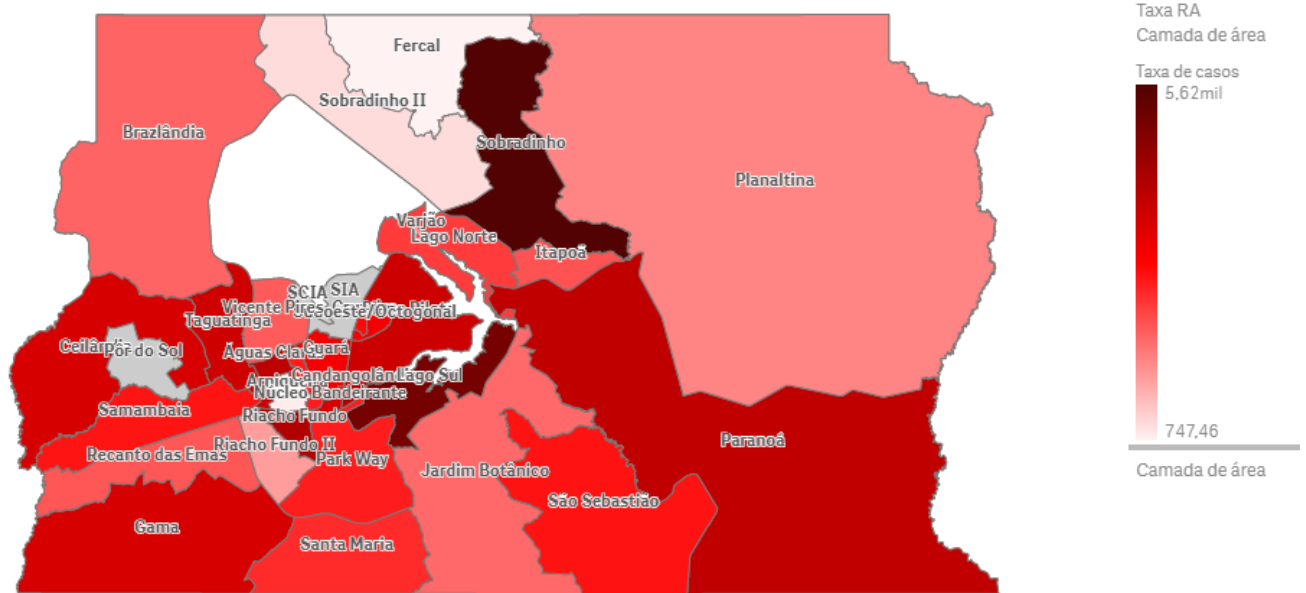 Taxa RA
Camada de área
Taxa de casos
5,62mil
747,46
Camada de área
Fercal
Sobradinho II
Brazlândia
Sobradinho
Planaltina
Varjão
Lago Norte
Itapoã
SCIA
SIA
Vicente Pires
Taguatinga
/Octogonal
Pôr do Sol
Guará
Águas Claras
Candangolândia
Lago Sul
Arniqueira
Núcleo Bandeirante
Samambaia
Riacho Fundo
Riacho Fundo II
Recanto das Emas
Park Way
Paranoá
Jardim Botânico
São Sebastião
Gama
Santa Maria